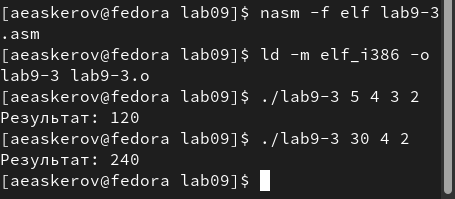 [aeaskerov@fedora lab09]$ nasm -f elf lab9-3
.asm
[aeaskerov@fedora lab09]$ ld -m elf_i386 -o 
lab9-3 lab9-3.o
[aeaskerov@fedora lab09]$ ./lab9-3 5 4 3 2
Результат: 120
[aeaskerov@fedora lab09]$ ./lab9-3 30 4 2
Результат: 240
[aeaskerov@fedora lab09]$